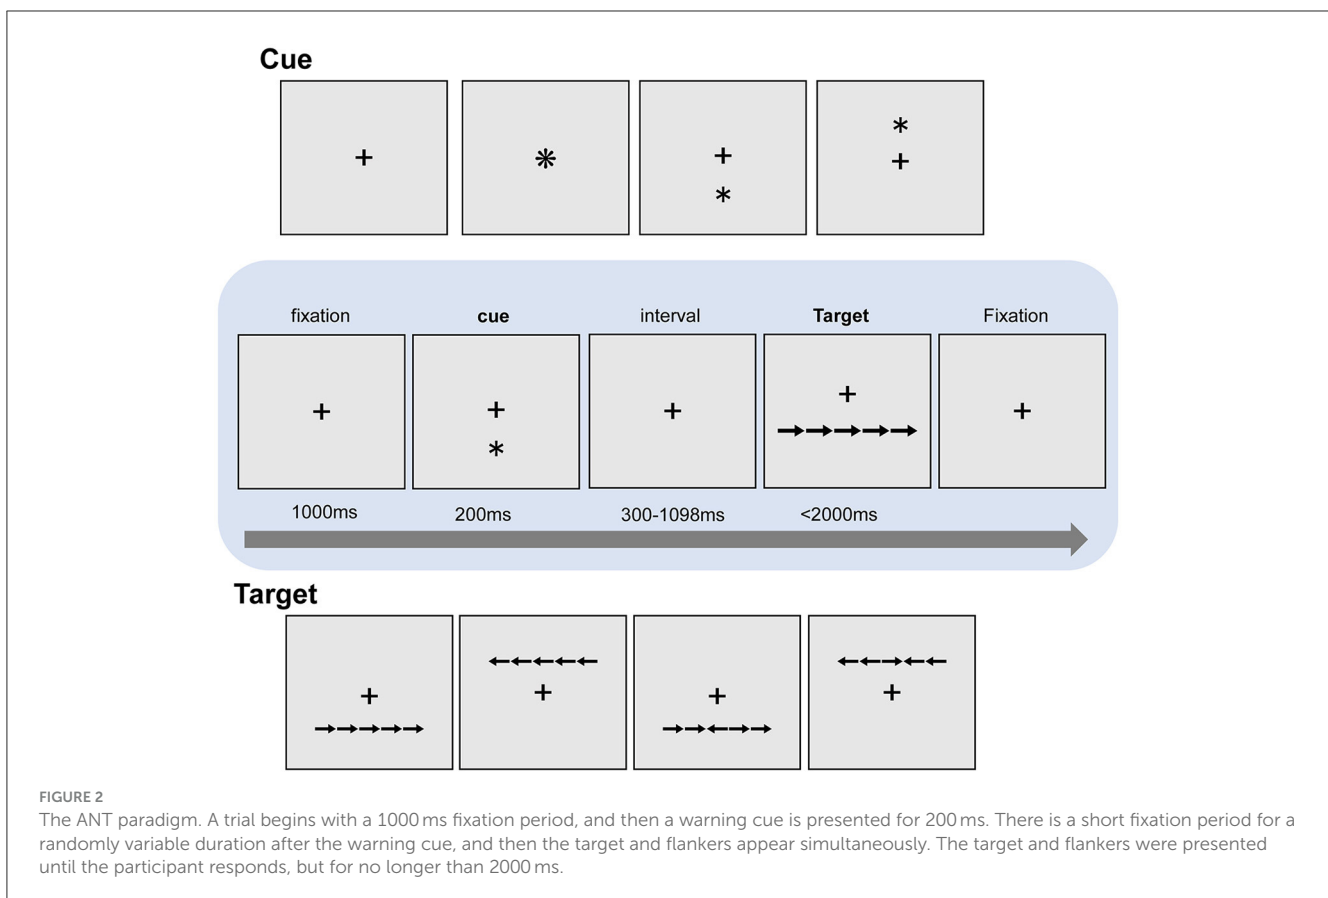 Cue
+
*
+
*
*
+
fixation cue interval Target Fixation
+
+
*
+
+
+
1000ms 200ms 300-1098ms <2000ms
Target
+
+
+
+
FIGURE 2
The ANT paradigm. A trial begins with a 1000 ms fixation period, and then a warning cue is presented for 200 ms. There is a short fixation period for a
randomly variable duration after the warning cue, and then the target and flankers appear simultaneously. The target and flankers were presented
until the participant responds, but for no longer than 2000 ms.